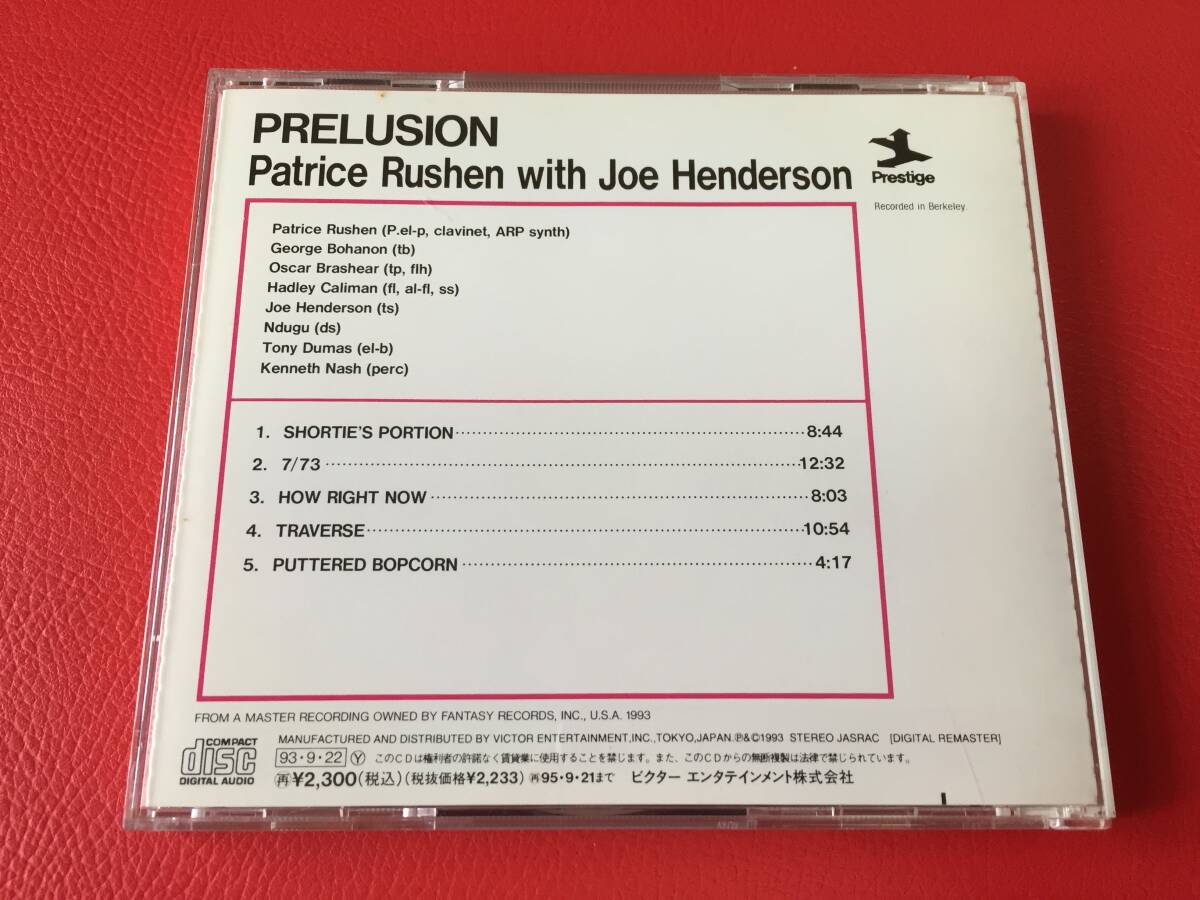 PRELUSION
Patrice Rushen with Joe Henderson
Prestige
Recorded in Berkeley.
Patrice Rushen (P.el-p, clavinet, ARP synth)
George Bohanon (tb)
Oscar Brashear (tp, flh)
Hadley Caliman (fl, al-fl, ss)
Joe Henderson (ts)
Ndugu (ds)
Tony Dumas (el-b)
Kenneth Nash (perc)
1. SHORTIE'S PORTION 8:44
2. 7/73 12:32
3. HOW RIGHT NOW 8:03
4. TRAVERSE 10:54
5. PUTTERED BOPCORN 4:17
FROM A MASTER RECORDING OWNED BY FANTASY RECORDS, INC., U.S.A. 1993
MANUFACTURED AND DISTRIBUTED BY VICTOR ENTERTAINMENT,INC.,TOKYO,JAPAN.℗&©1993 STEREO JASRAC [DIGITAL REMASTER]
COMPACT
disc
DIGITAL AUDIO
93・9・22 Ⓨ このCDは権利者の許諾なく賃貸業に使用することを禁じます。また、このCDからの無断複製は法律で禁じられています。
再¥2,300(税込)(税抜価格¥2,233) 再95・9・21まで ビクター エンタテインメント株式会社